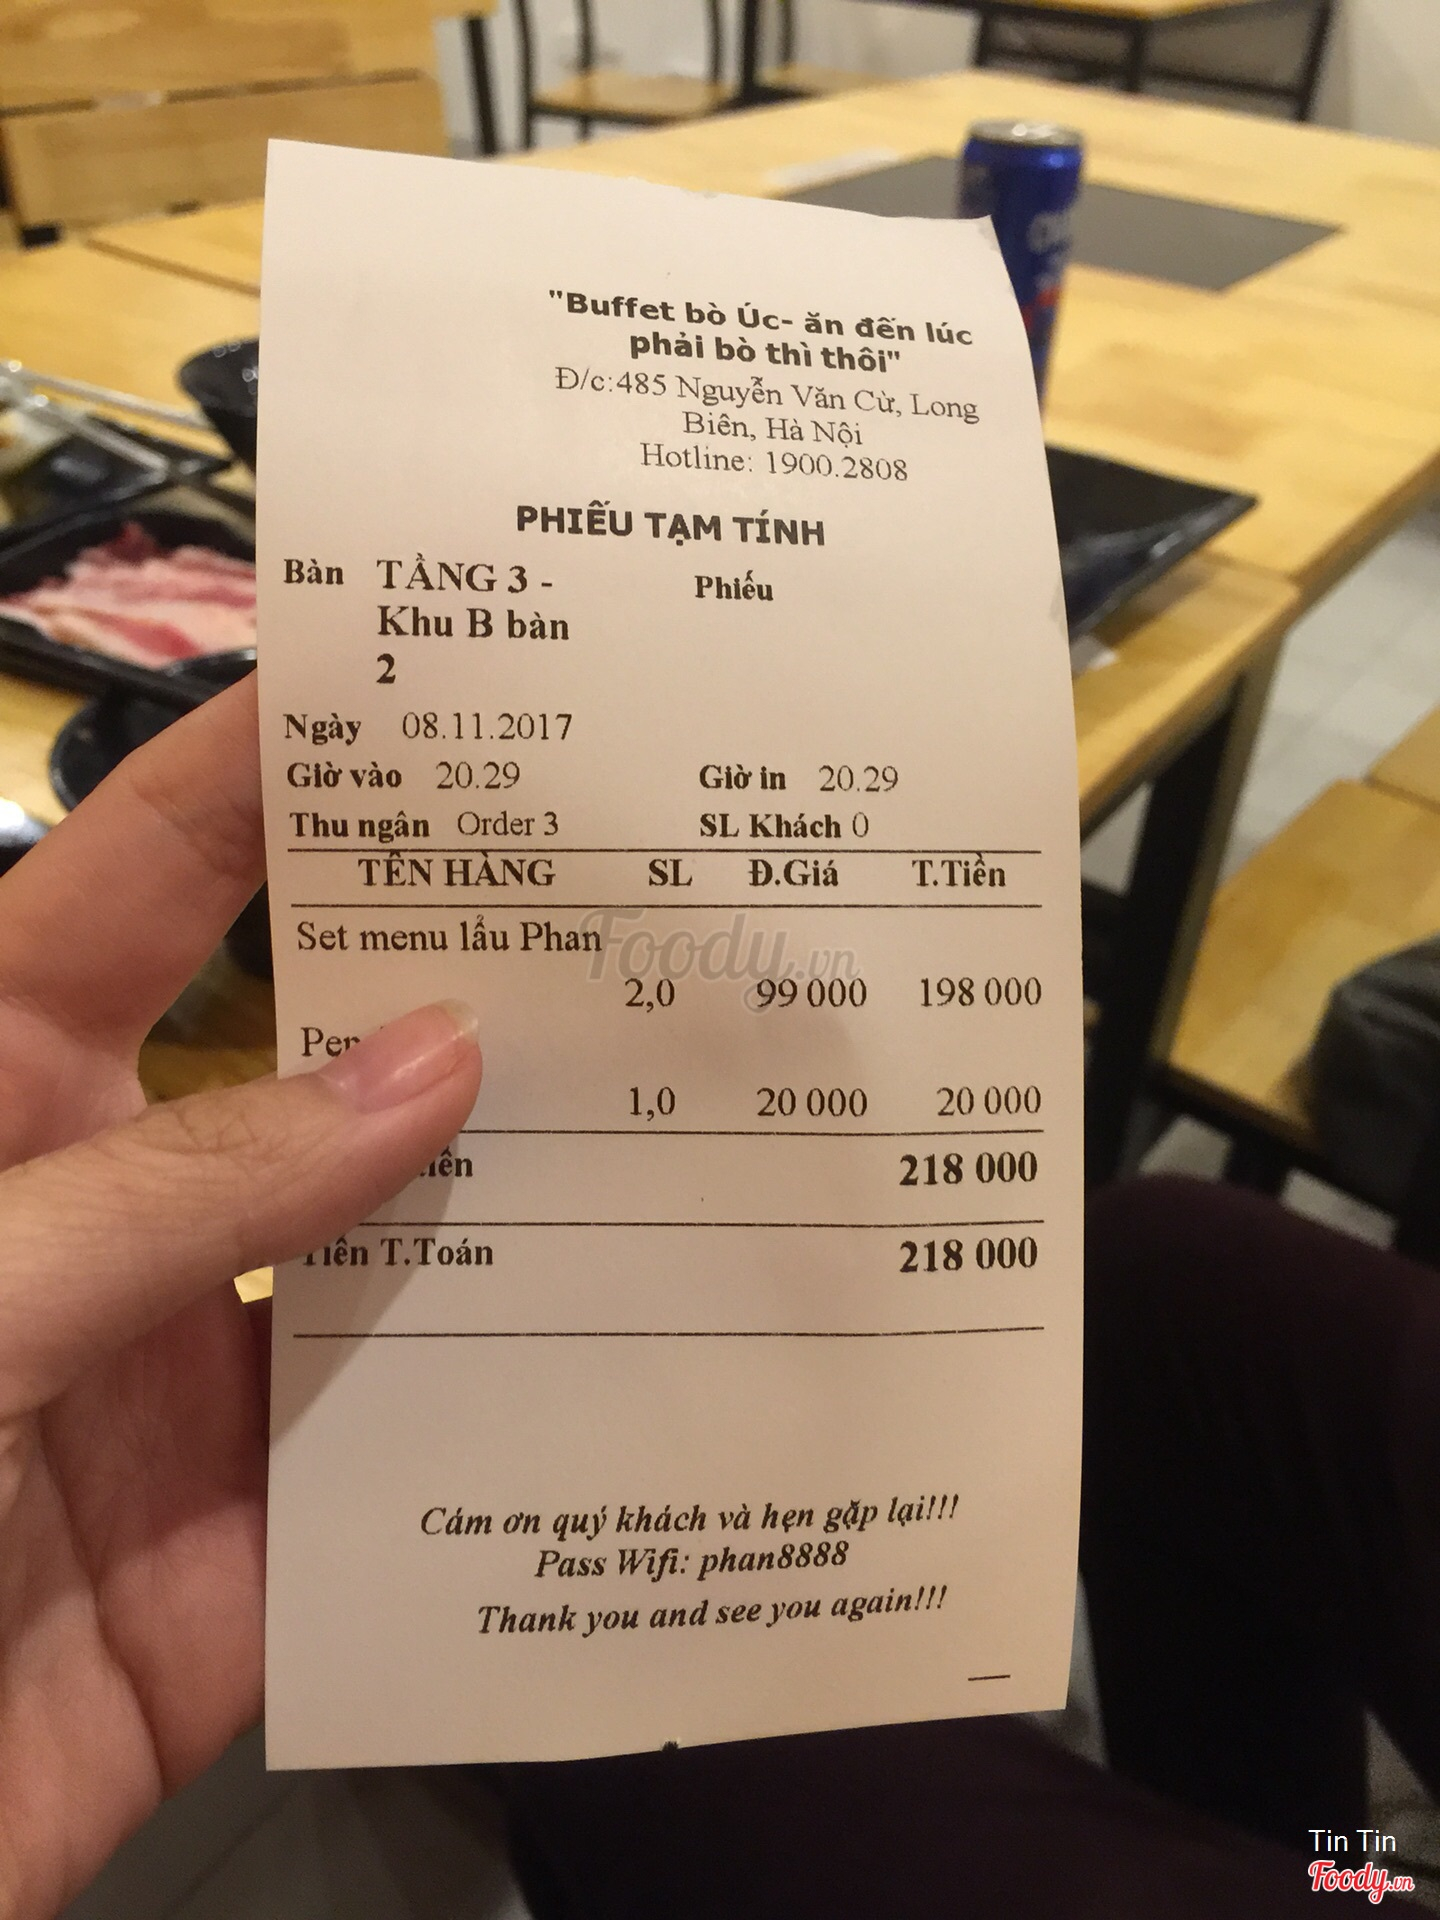 "Buffet bò Úc- ăn đến lúc
phải bò thì thôi"
Đ/c:485 Nguyễn Văn Cừ, Long
Biên, Hà Nội
Hotline: 1900.2808
PHIẾU TẠM TÍNH
Bàn TẦNG 3 - Phiếu
Khu B bàn
2
Ngày 08.11.2017
Giờ vào 20.29 Giờ in 20.29
Thu ngân Order 3 SL Khách 0
TÊN HÀNG SL Đ.Giá T.Tiền
Set menu lẩu Phan
2,0 99 000 198 000
1,0 20 000 20 000
218 000
Tiền T.Toán 218 000
Cám ơn quý khách và hẹn gặp lại!!!
Pass Wifi: phan8888
Thank you and see you again!!!
Foody.vn
Tin Tin
Foody.vn